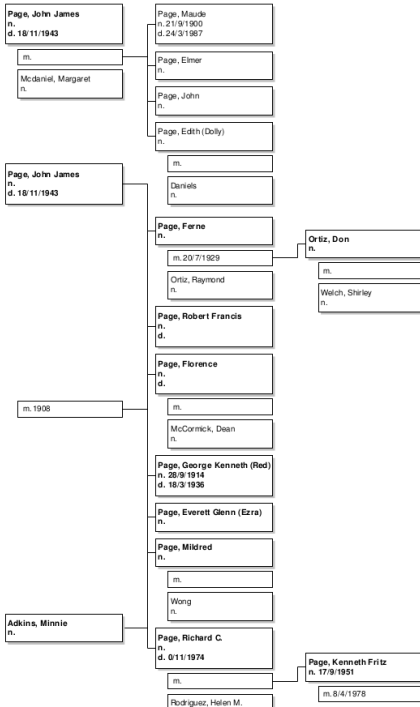 Page, John James
n.
d. 18/11/1943
m.
Mcdaniel, Margaret
n.
Page, Maude
n. 21/9/1900
d. 24/3/1987
Page, Elmer
n.
Page, John
n.
Page, Edith (Dolly)
n.
m.
Daniels
n.
Page, John James
n.
d. 18/11/1943
m. 1908
Adkins, Minnie
n.
Page, Ferne
n.
m. 20/7/1929
Ortiz, Raymond
n.
Ortiz, Don
n.
m.
Welch, Shirley
n.
Page, Robert Francis
n.
d.
Page, Florence
n.
d.
m.
McCormick, Dean
n.
Page, George Kenneth (Red)
n. 28/9/1914
d. 18/3/1936
Page, Everett Glenn (Ezra)
n.
Page, Mildred
n.
m.
Wong
n.
Page, Richard C.
n.
d. 0/11/1974
m.
Rodriguez, Helen M.
Page, Kenneth Fritz
n. 17/9/1951
m. 8/4/1978